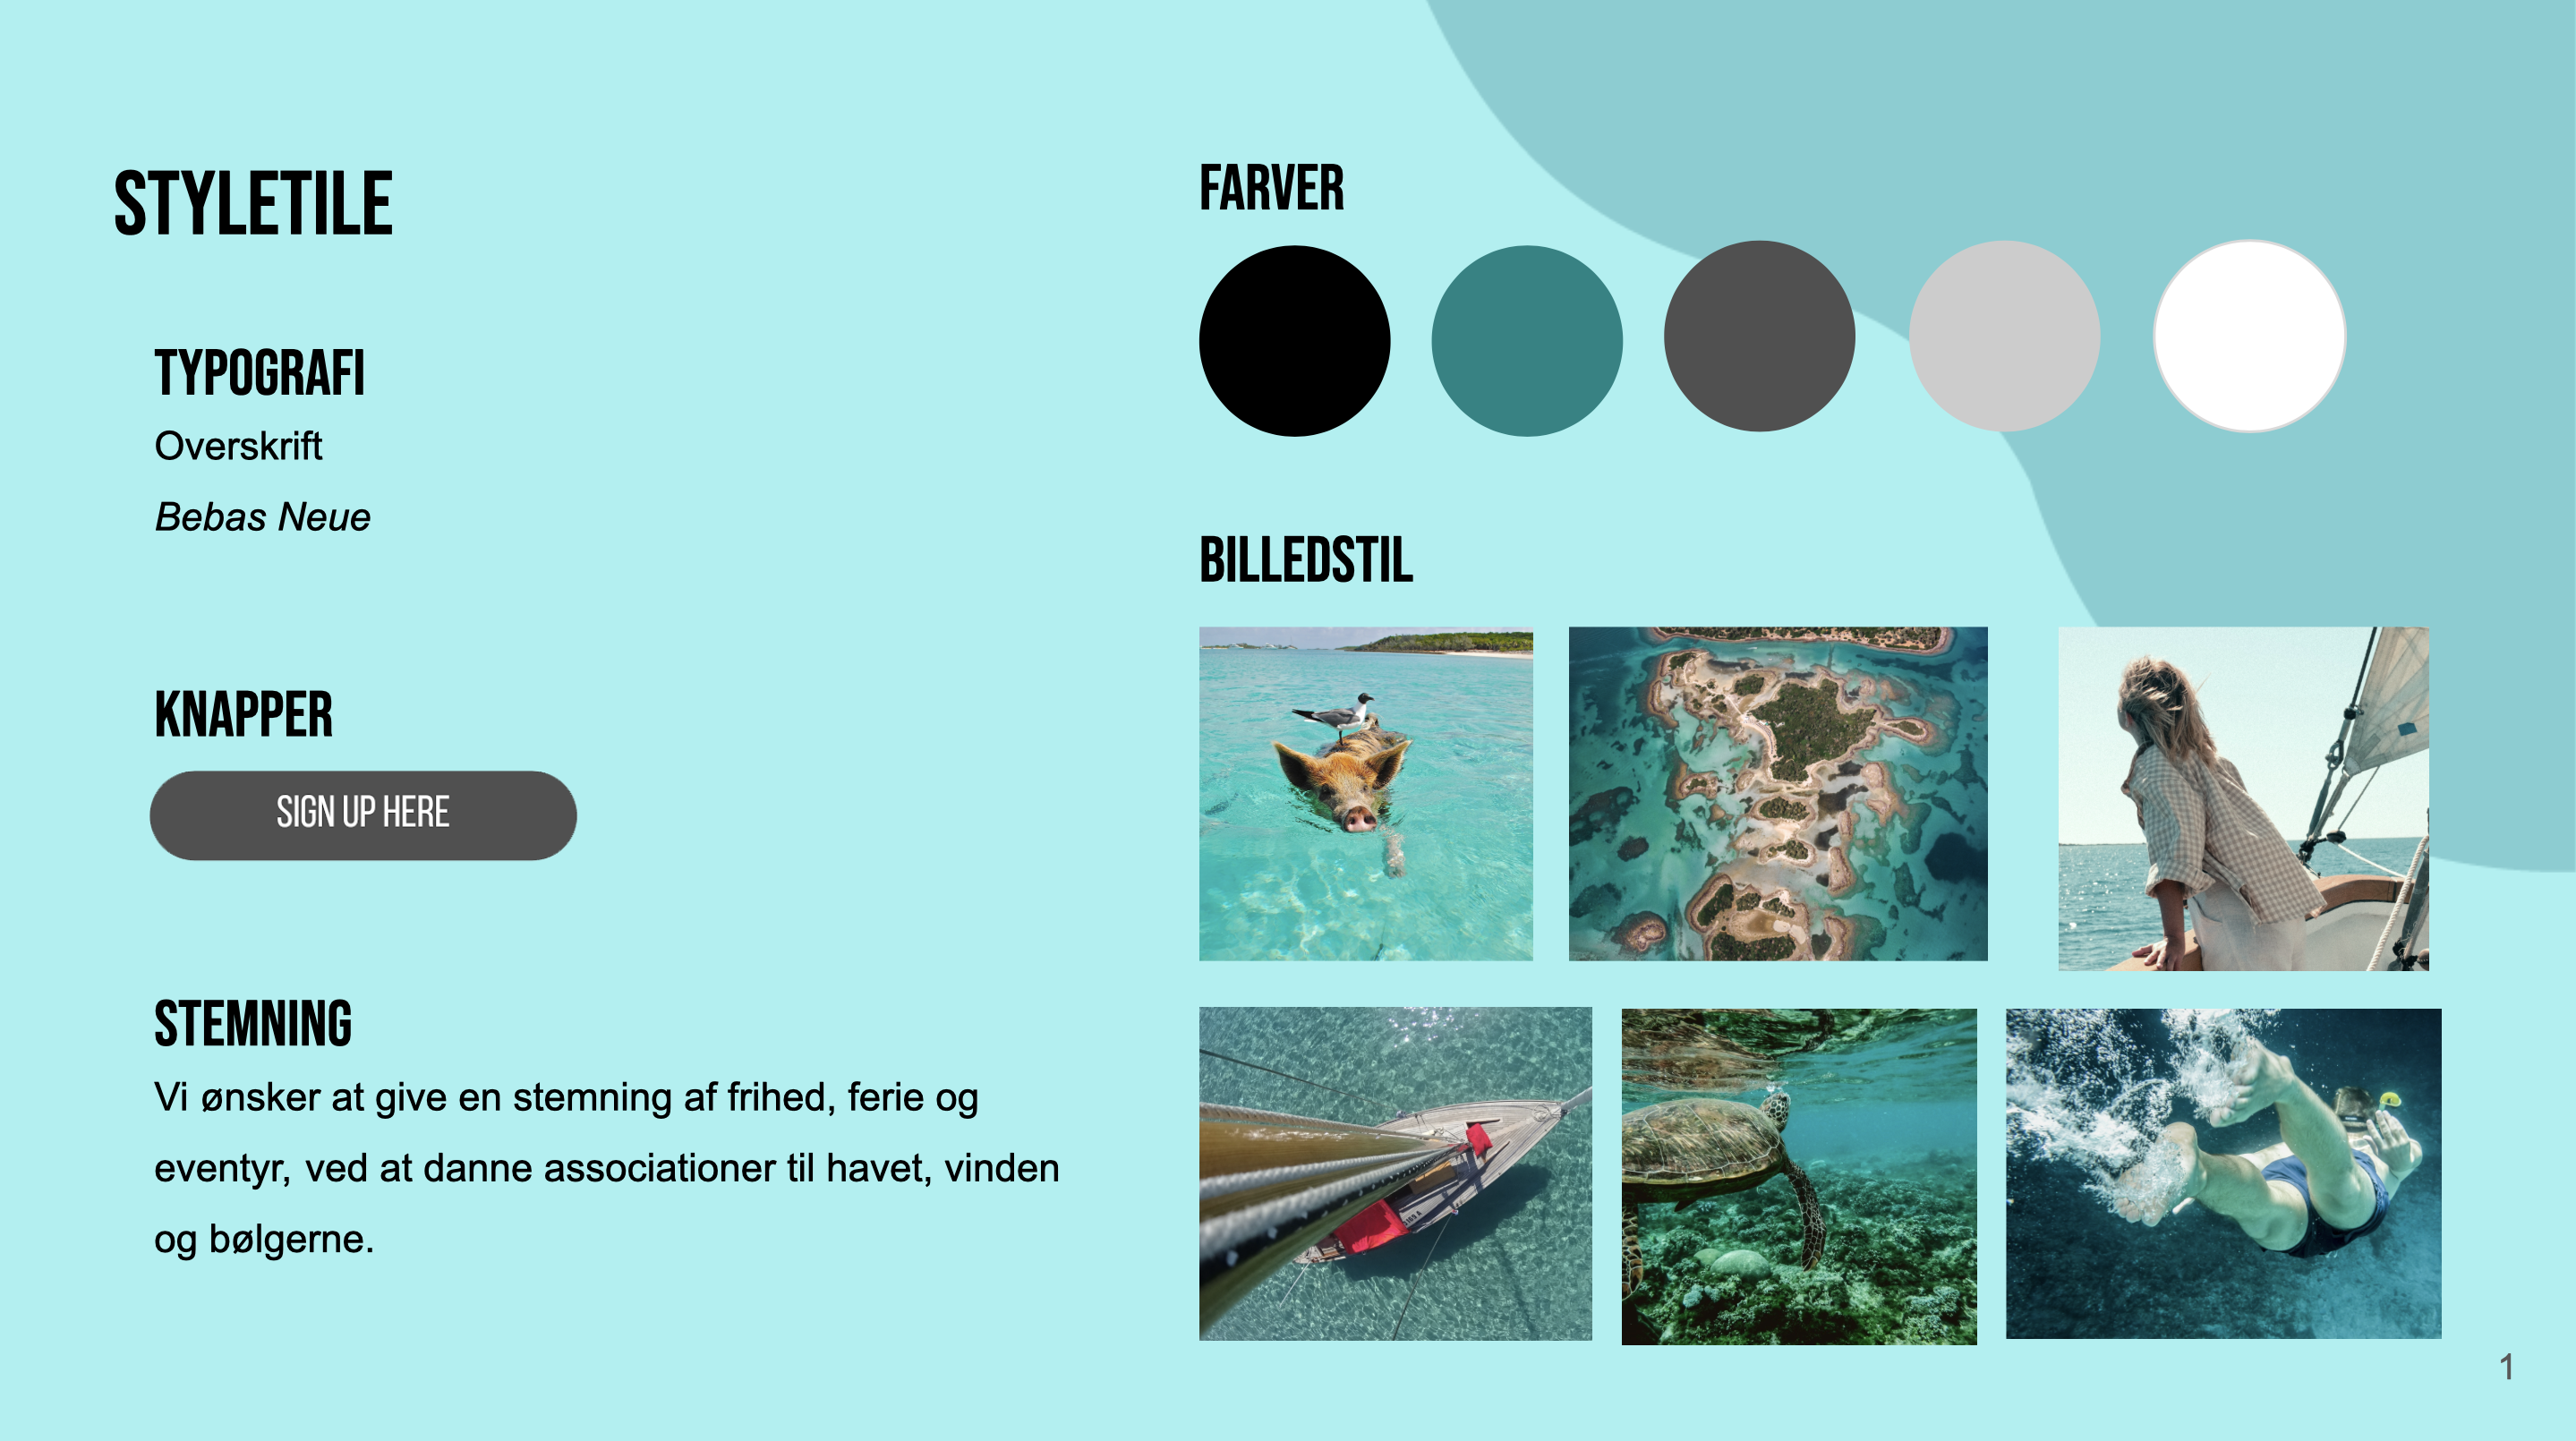 STYLETILE
TYPOGRAFI
Overskrift
Bebas Neue
KNAPPER
SIGN UP HERE
STEMNING
Vi ønsker at give en stemning af frihed, ferie og
eventyr, ved at danne associationer til havet, vinden
og bølgerne.
FARVER
BILLEDSTIL
1